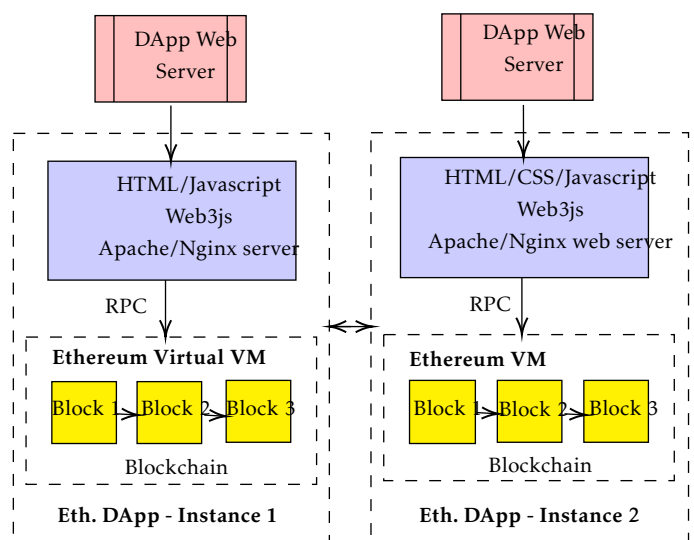 DApp Web
Server
HTML/Javascript
Web3js
Apache/Nginx server
RPC
Ethereum Virtual VM
Block 1
Block 2
Block 3
Blockchain
Eth. DApp - Instance 1
DApp Web
Server
HTML/CSS/Javascript
Web3js
Apache/Nginx web server
RPC
Ethereum VM
Block 1
Block 2
Block 3
Blockchain
Eth. DApp - Instance 2